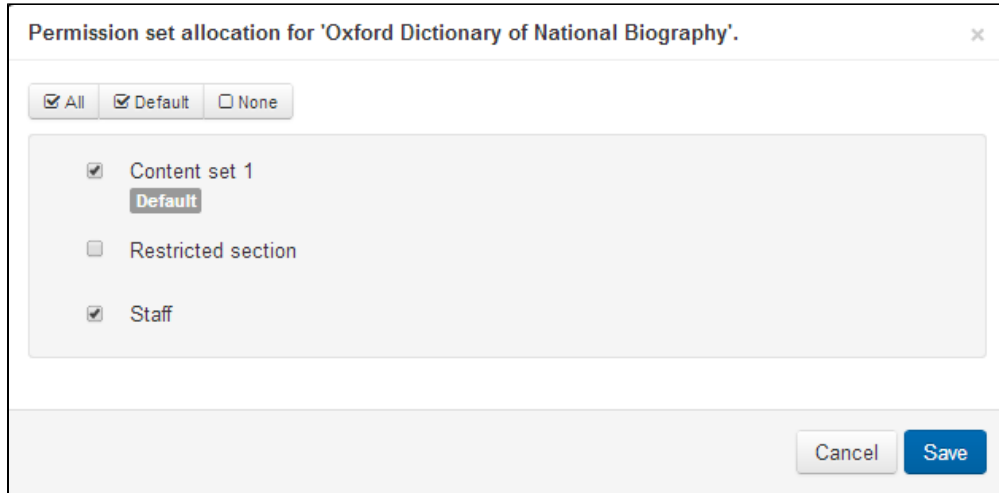 Permission set allocation for 'Oxford Dictionary of National Biography'.
×
All Default None
Content set 1
Default
Restricted section
Staff
Cancel Save